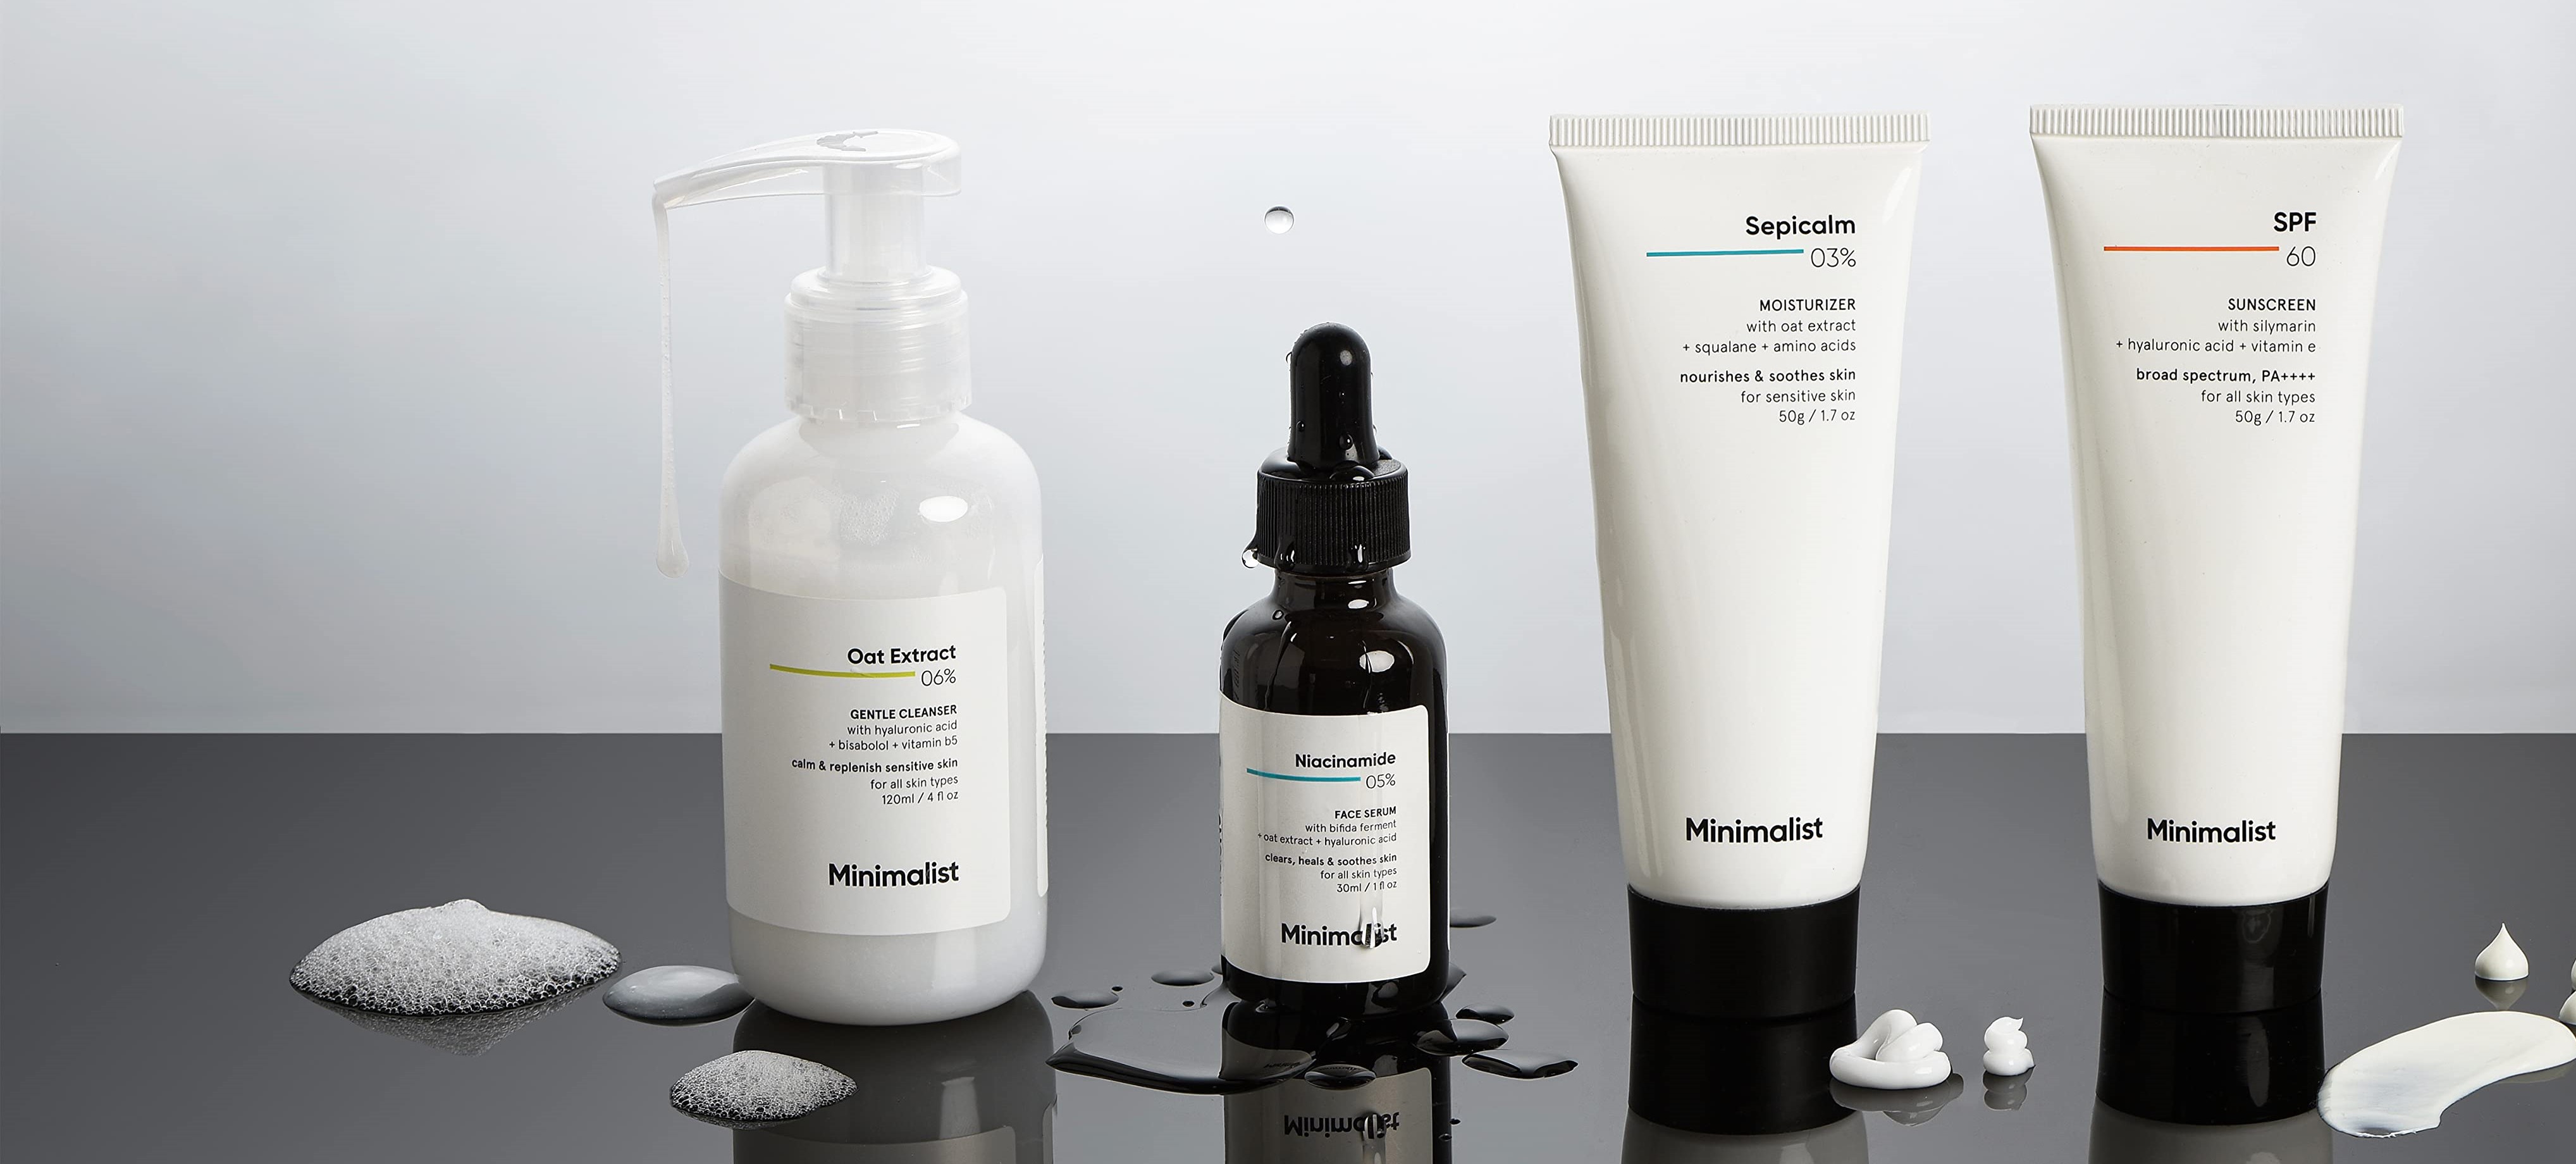 Oat Extract
06%
GENTLE CLEANSER
with hyaluronic acid
+ bisabolol + vitamin b5
calm & replenish sensitive skin
for all skin types
120ml / 4 fl oz
Minimalist
Niacinamide
05%
FACE SERUM
with bifida ferment
+ oat extract + hyaluronic acid
clears, heals & soothes skin
for all skin types
30ml / 1 fl oz
Minimalist
Sepicalm
03%
MOISTURIZER
with oat extract
+ squalane + amino acids
nourishes & soothes skin
for sensitive skin
50g / 1.7 oz
Minimalist
SPF
60
SUNSCREEN
with silymarin
+ hyaluronic acid + vitamin e
broad spectrum, PA++++
for all skin types
50g / 1.7 oz
Minimalist